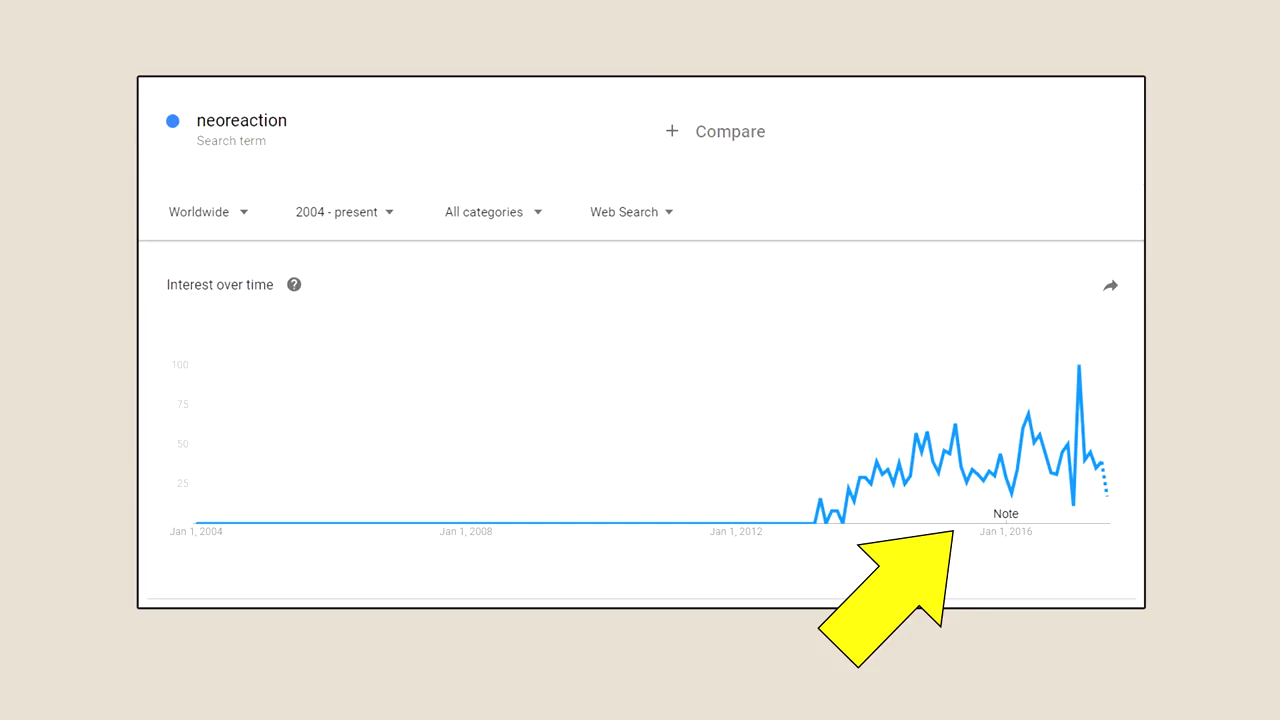 neoreaction
Search term
+ Compare
Worldwide
2004 - present
All categories
Web Search
Interest over time ?
100
75
50
25
Note
Jan 1, 2004
Jan 1, 2008
Jan 1, 2012
Jan 1, 2016